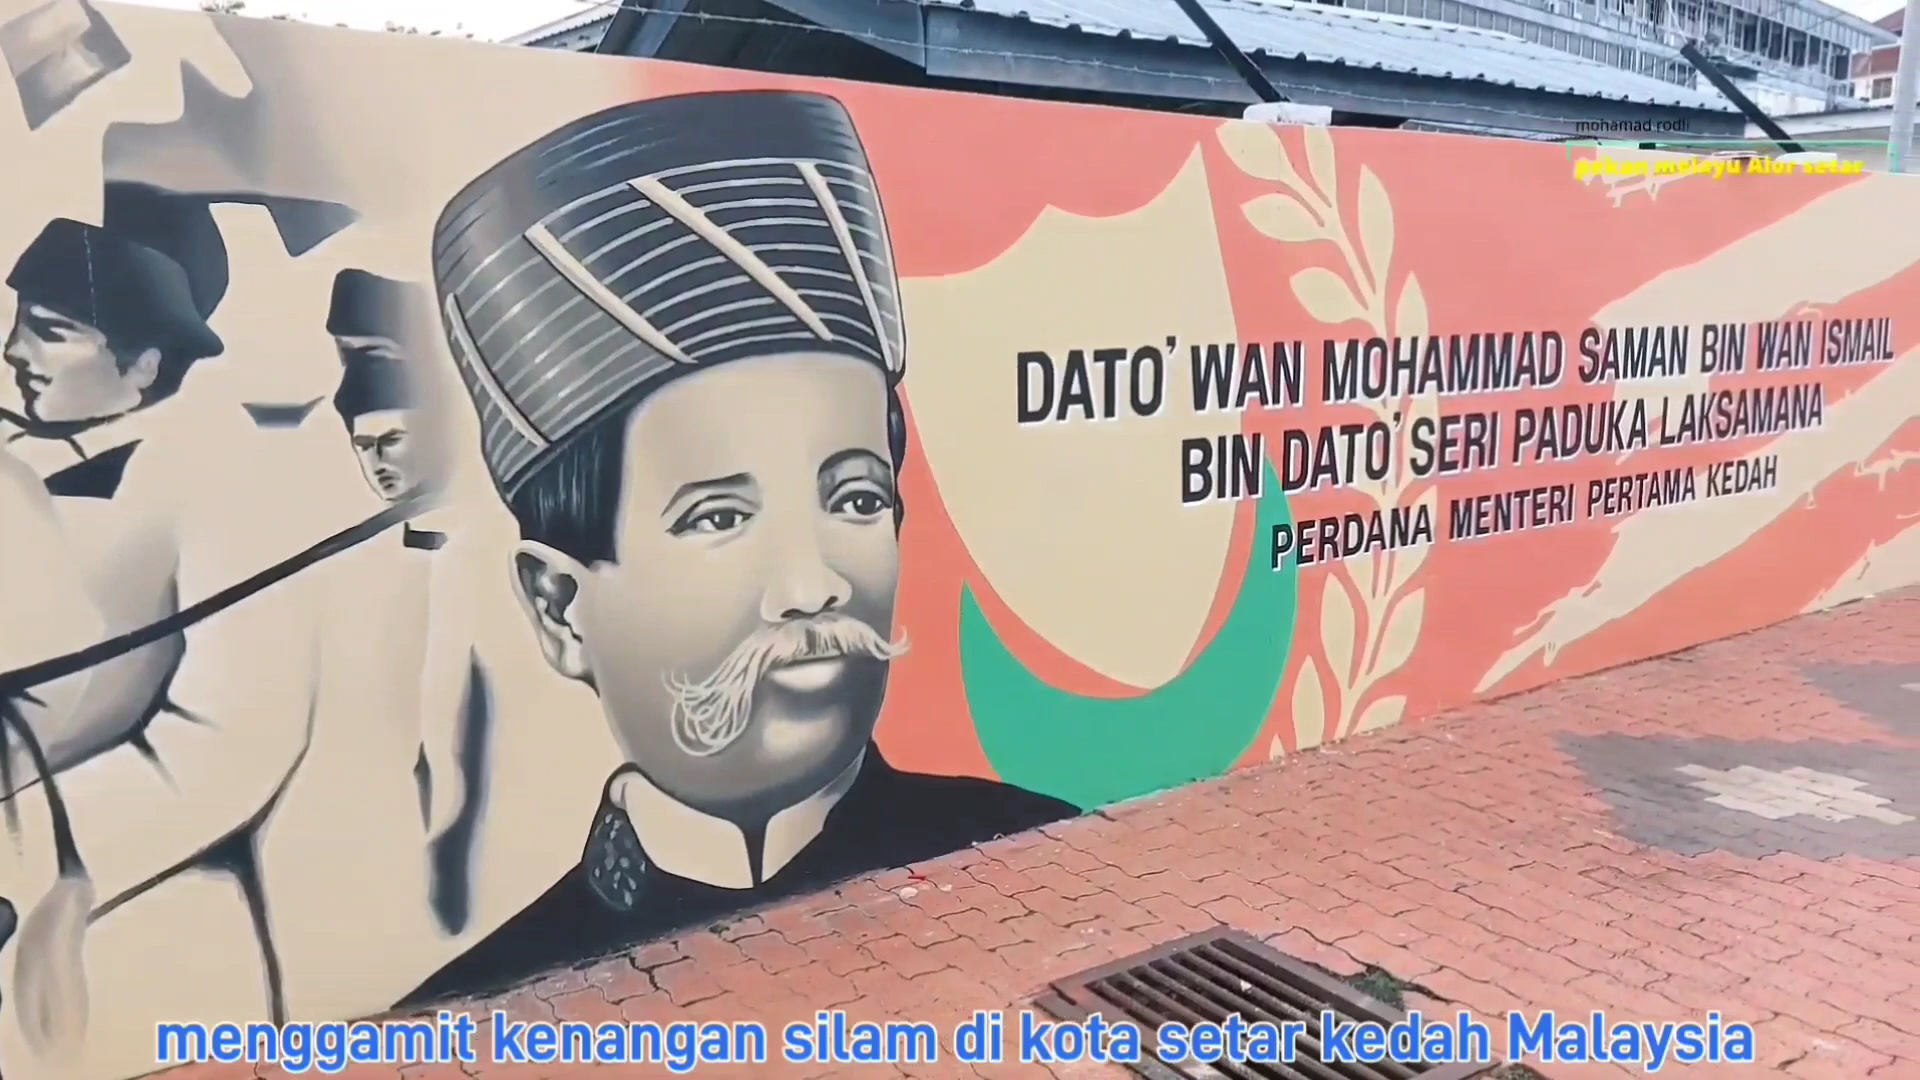 mohamad rodli
pekan melayu Alor setar
DATO' WAN MOHAMMAD SAMAN BIN WAN ISMAIL
BIN DATO' SERI PADUKA LAKSAMANA
PERDANA MENTERI PERTAMA KEDAH
menggamit kenangan silam di kota setar kedah Malaysia